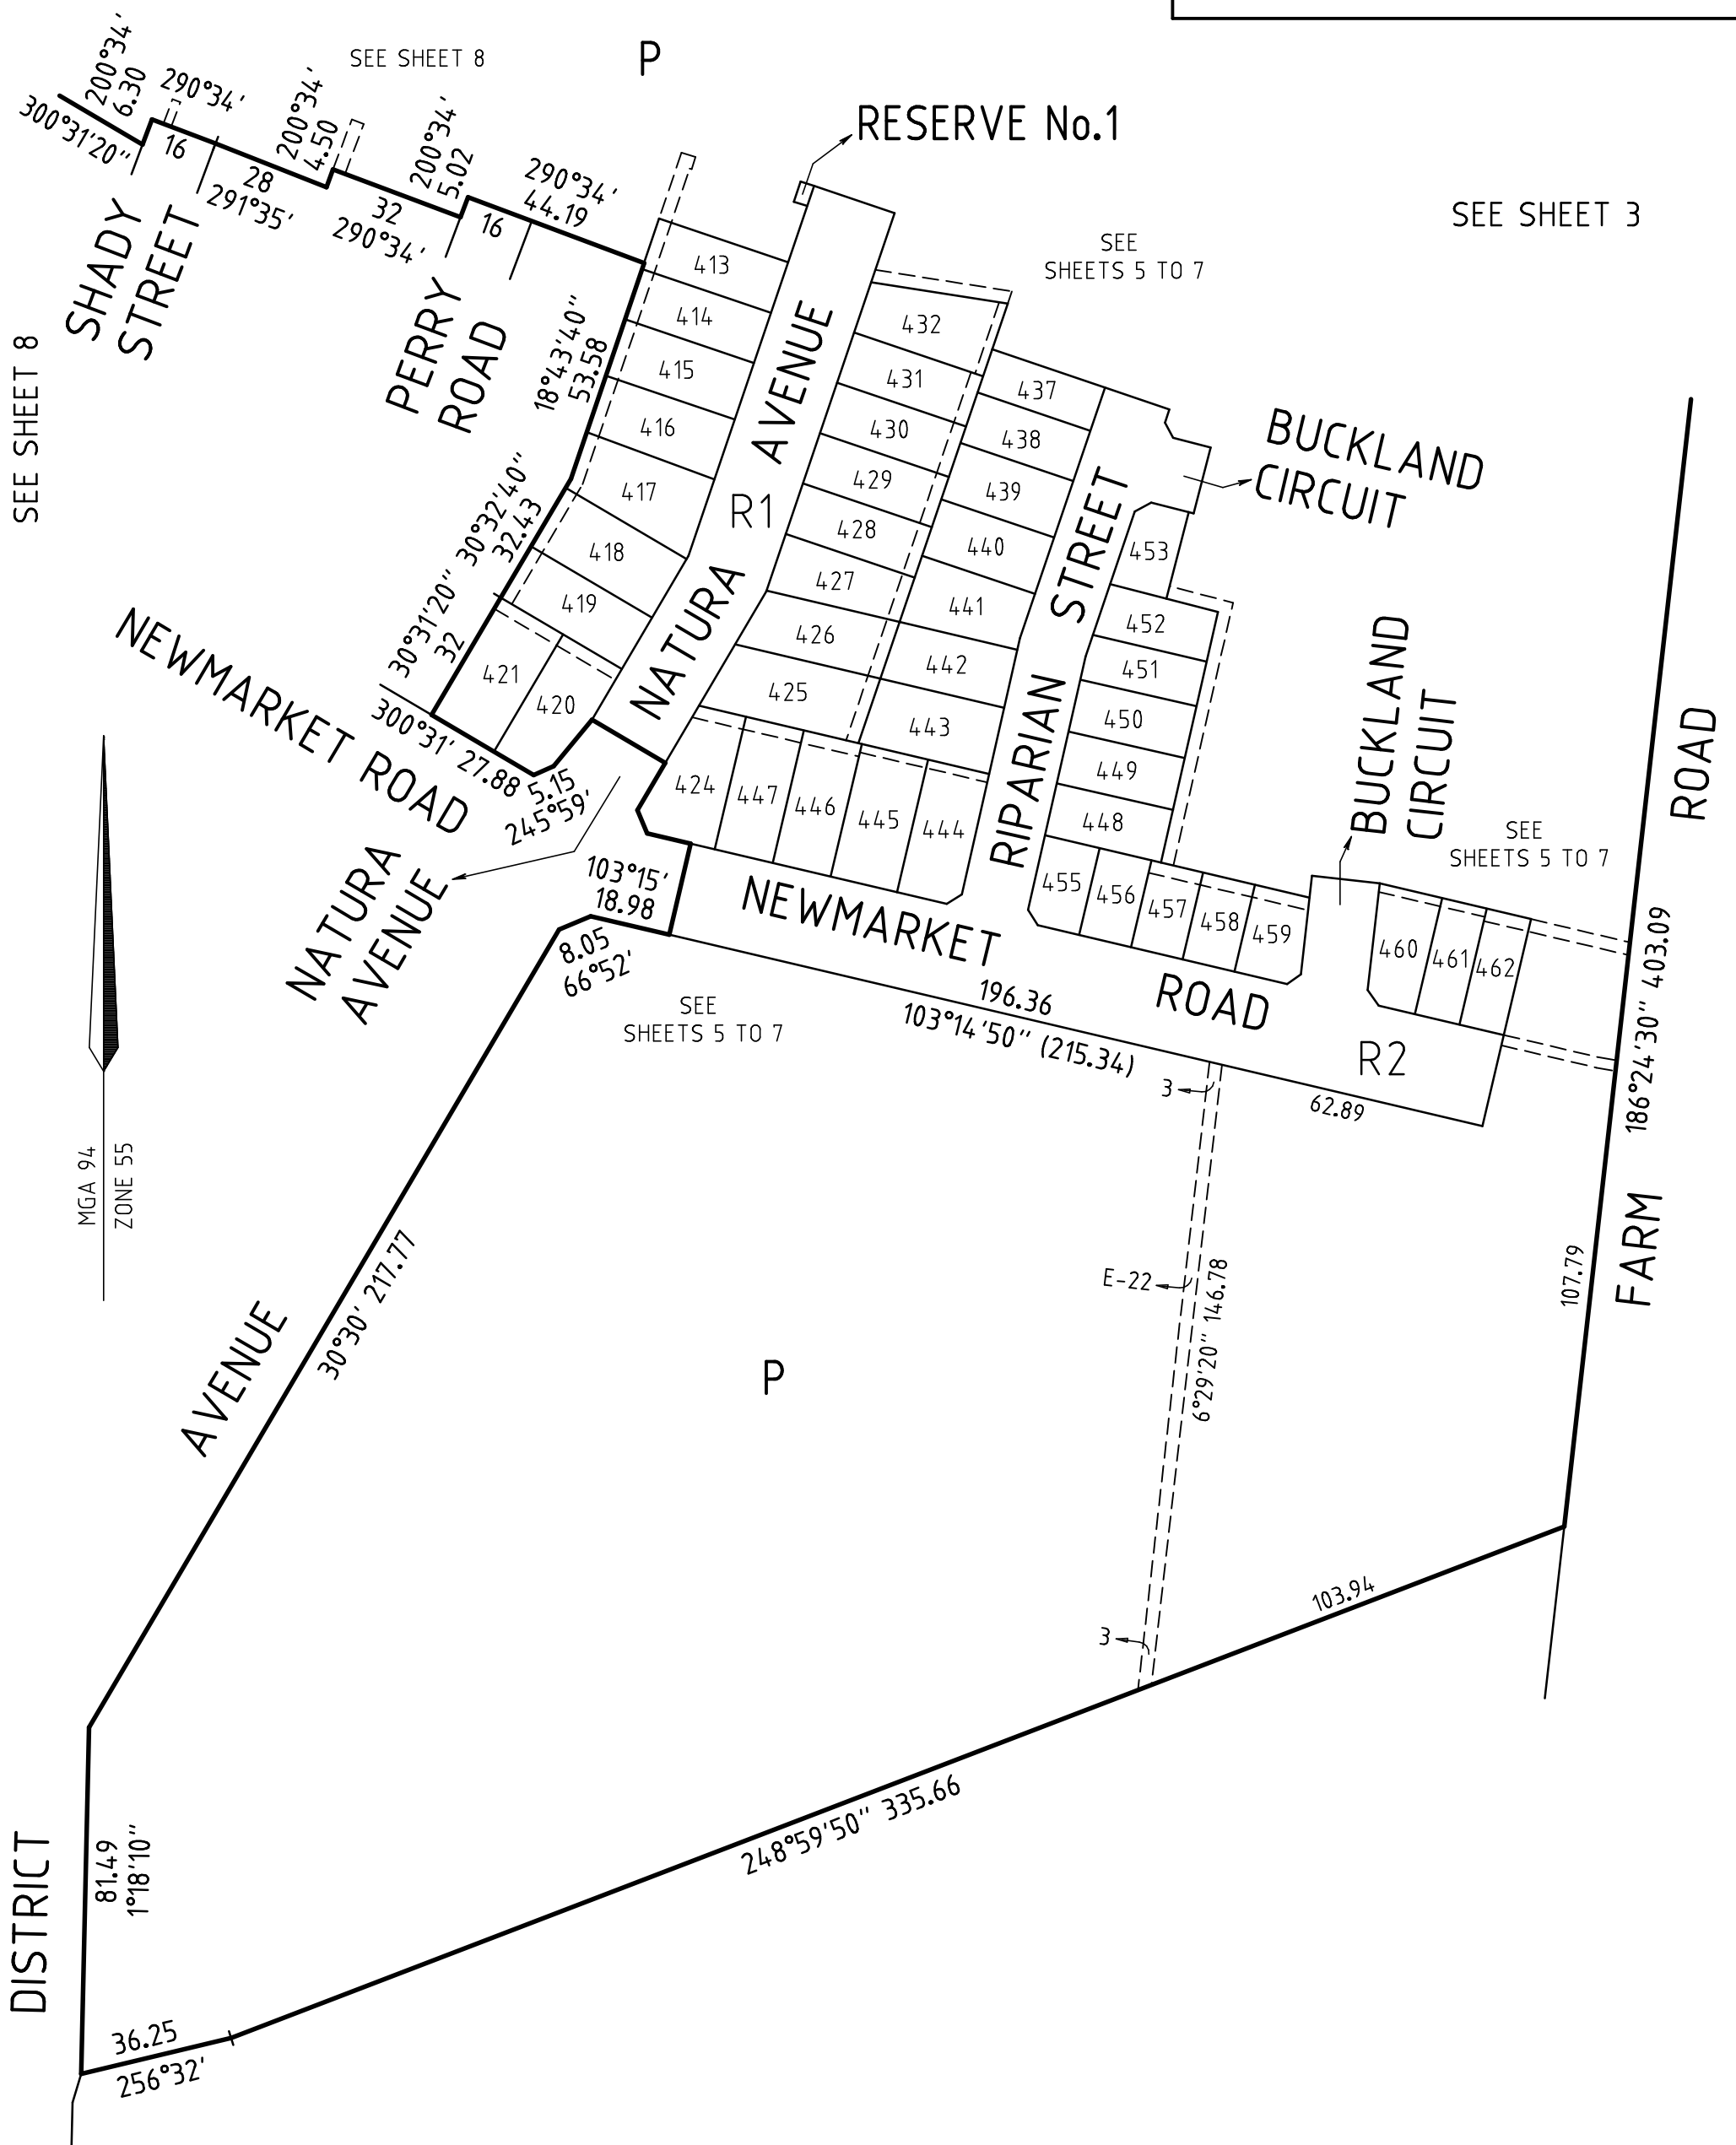 P
SEE SHEET 8
RESERVE No.1
SEE SHEET 3
SEE
SHEETS 5 TO 7
200°34'
6.30
300°31'20"
290°34'
16
28
291°35'
200°34'
4.50
32
290°34'
200°34'
5.02
16
290°34'
44.19
SHADY
STREET
PERRY
ROAD
SEE SHEET 8
18°43'40"
53.58
30°32'40"
32.43
30°31'20"
32
300°31' 27.88
5.15
245°59'
413
414
415
416
417
418
419
421
420
NATURA AVENUE
R1
432
431
430
429
428
427
426
425
424
447
446
445
444
437
438
439
440
441
442
443
RIPARIAN STREET
BUCKLAND
CIRCUIT
453
452
451
450
449
448
455
456
457
458
459
BUCKLAND
CIRCUIT
460
461
462
SEE
SHEETS 5 TO 7
NEWMARKET ROAD
NATURA
AVENUE
103°15'
18.98
8.05
66°52'
SEE
SHEETS 5 TO 7
NEWMARKET ROAD
196.36
103°14'50" (215.34)
R2
62.89
FARM ROAD
186°24'30" 403.09
107.79
3
E-22
6°29'20" 146.78
3
103.94
MGA 94
ZONE 55
P
30°30' 217.77
DISTRICT AVENUE
81.49
1°18'10"
248°59'50" 335.66
36.25
256°32'